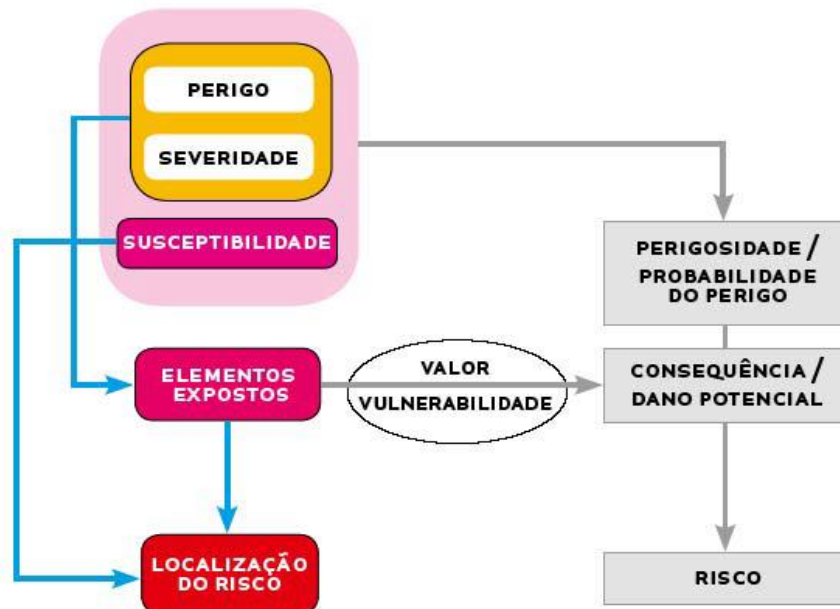 PERIGO
SEVERIDADE
SUSCEPTIBILIDADE
PERIGOSIDADE /
PROBABILIDADE
DO PERIGO
ELEMENTOS
EXPOSTOS
VALOR
VULNERABILIDADE
CONSEQUÊNCIA /
DANO POTENCIAL
LOCALIZAÇÃO
DO RISCO
RISCO